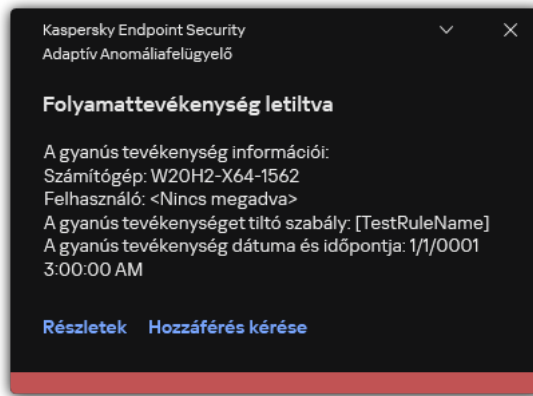 Kaspersky Endpoint Security
Adaptív Anomáliafelügyelő
Folyamattevékenység letiltva
A gyanús tevékenység információi:
Számítógép: W20H2-X64-1562
Felhasználó: <Nincs megadva>
A gyanús tevékenységet tiltó szabály: [TestRuleName]
A gyanús tevékenység dátuma és időpontja: 1/1/0001
3:00:00 AM
Részletek Hozzáférés kérése